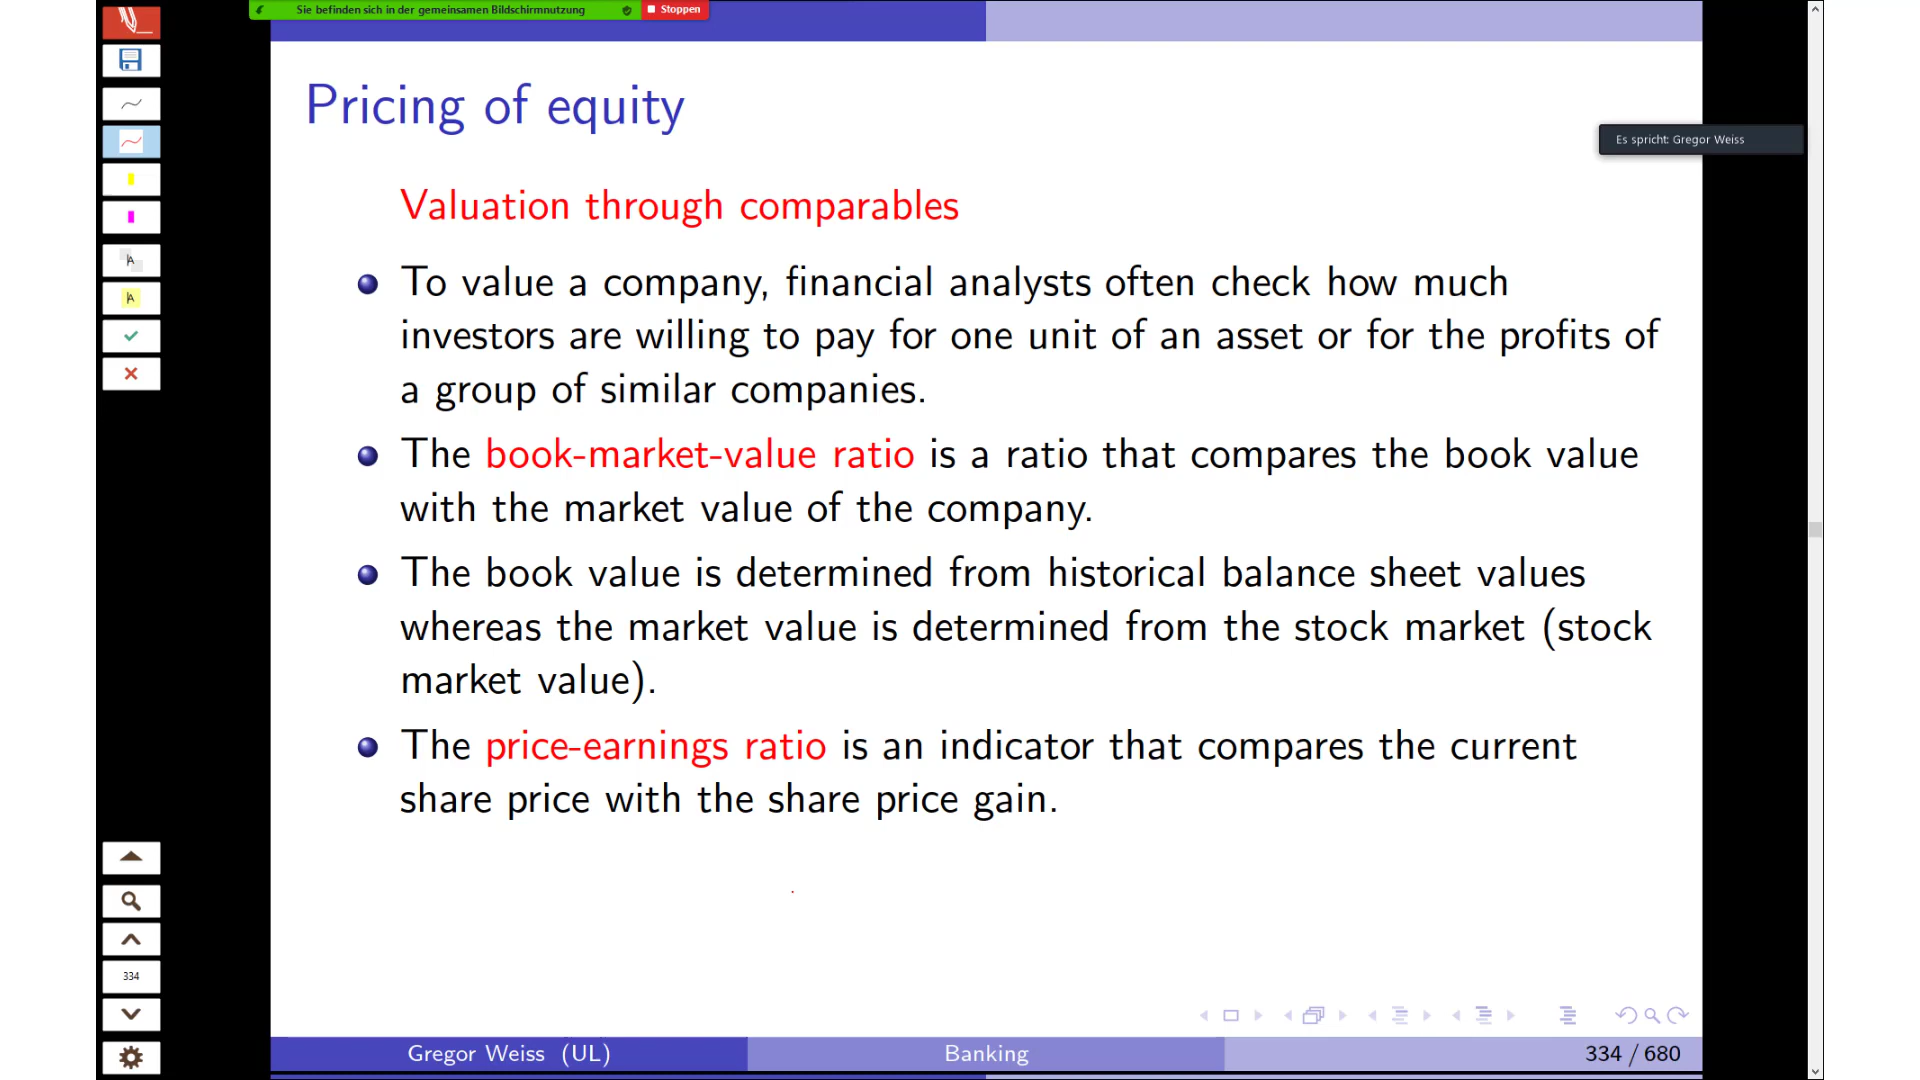 Sie befinden sich in der gemeinsamen Bildschirmnutzung
Stoppen
Pricing of equity
Es spricht: Gregor Weiss
Valuation through comparables
To value a company, financial analysts often check how much
investors are willing to pay for one unit of an asset or for the profits of
a group of similar companies.
The book-market-value ratio is a ratio that compares the book value
with the market value of the company.
The book value is determined from historical balance sheet values
whereas the market value is determined from the stock market (stock
market value).
The price-earnings ratio is an indicator that compares the current
share price with the share price gain.
A
A
334
Gregor Weiss (UL)
Banking
334 / 680